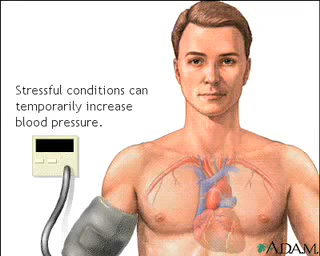 Stressful conditions can
temporarily increase
blood pressure.
A.D.A.M.